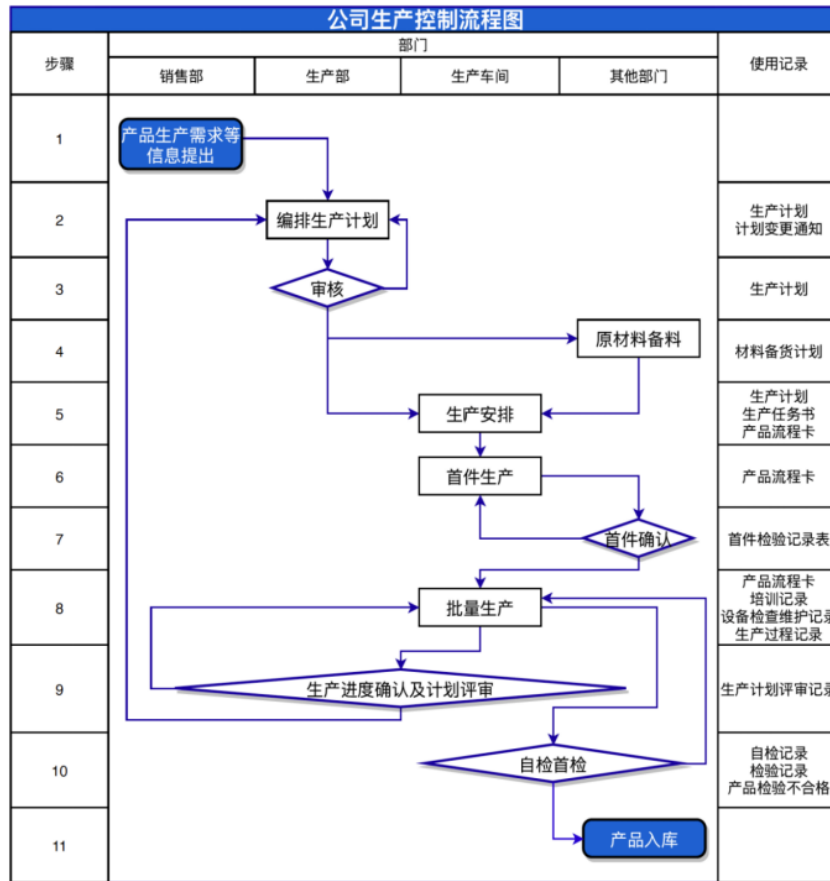 公司生产控制流程图
步骤
部门
使用记录
销售部
生产部
生产车间
其他部门
1
产品生产需求等
信息提出
2
编排生产计划
生产计划
计划变更通知
3
审核
生产计划
4
原材料备料
材料备货计划
5
生产安排
生产计划
生产任务书
产品流程卡
6
首件生产
产品流程卡
7
首件确认
首件检验记录表
8
批量生产
产品流程卡
培训记录
设备检查维护记录
生产过程记录
9
生产进度确认及计划评审
生产计划评审记录
10
自检首检
自检记录
检验记录
产品检验不合格
11
产品入库